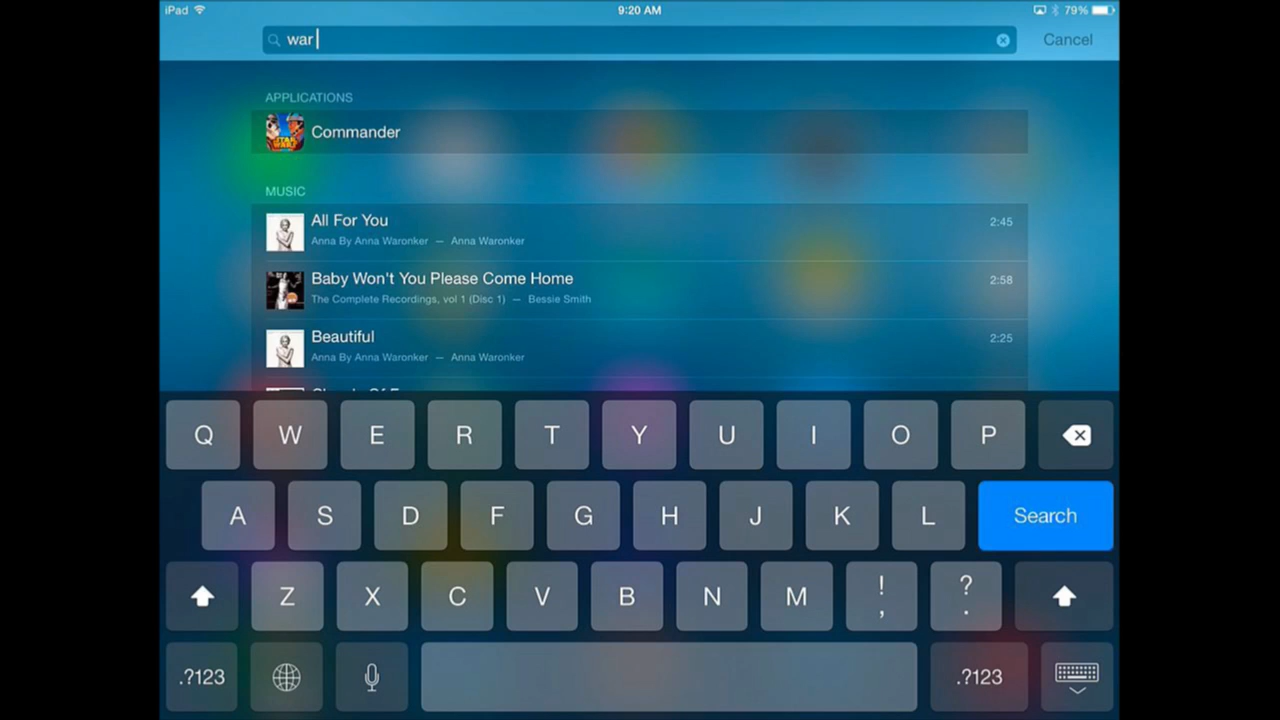 iPad 9:20 AM 79%
war Cancel
APPLICATIONS
STAR WARS Commander
MUSIC
All For You 2:45
Anna By Anna Waronker — Anna Waronker
Baby Won't You Please Come Home 2:58
The Complete Recordings, vol 1 (Disc 1) — Bessie Smith
Beautiful 2:25
Anna By Anna Waronker — Anna Waronker
Q W E R T Y U I O P
A S D F G H J K L Search
Z X C V B N M ! , ? .
.?123 .?123